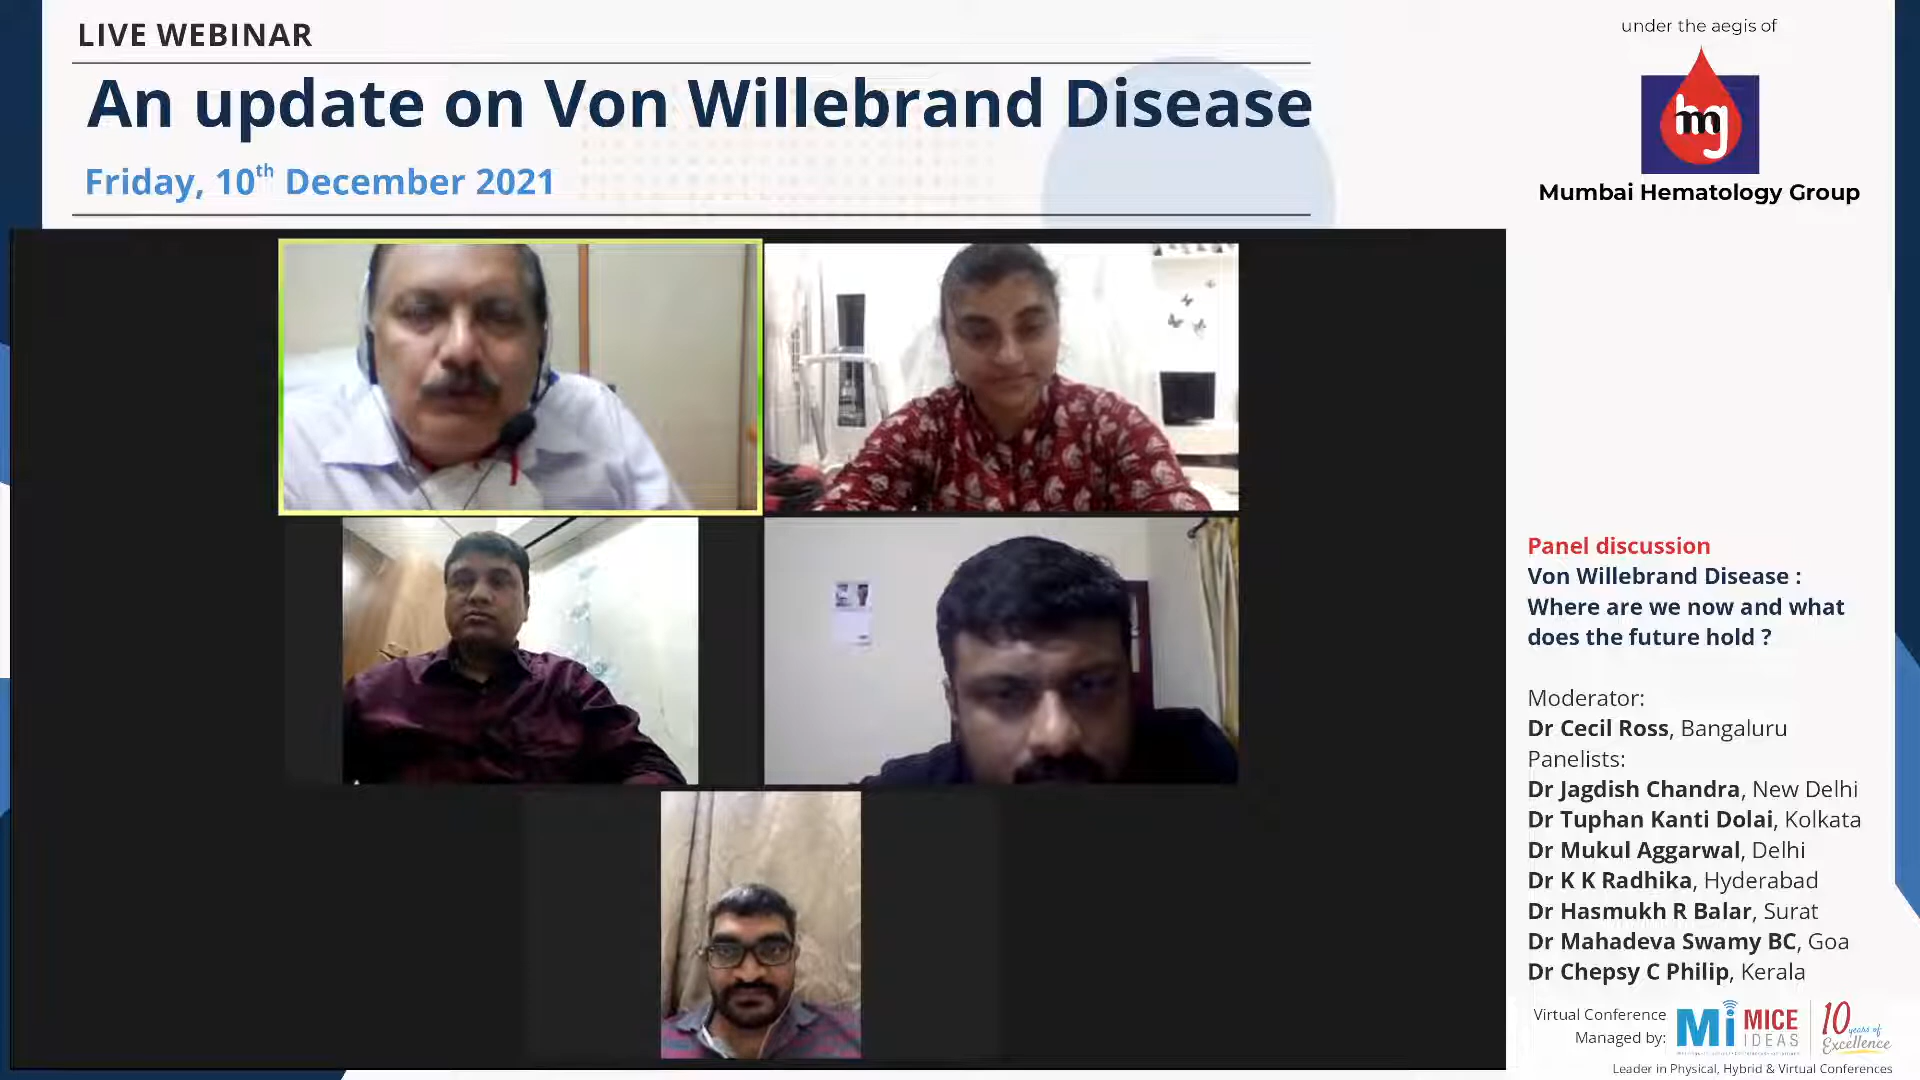 LIVE WEBINAR
An update on Von Willebrand Disease
Friday, 10th December 2021
under the aegis of
hmg
Mumbai Hematology Group
Panel discussion
Von Willebrand Disease :
Where are we now and what
does the future hold ?
Moderator:
Dr Cecil Ross, Bangaluru
Panelists:
Dr Jagdish Chandra, New Delhi
Dr Tuphan Kanti Dolai, Kolkata
Dr Mukul Aggarwal, Delhi
Dr K K Radhika, Hyderabad
Dr Hasmukh R Balar, Surat
Dr Mahadeva Swamy BC, Goa
Dr Chepsy C Philip, Kerala
Virtual Conference
Managed by:
Mi MICE
IDEAS
10 years of
Excellence
Leader in Physical, Hybrid & Virtual Conferences